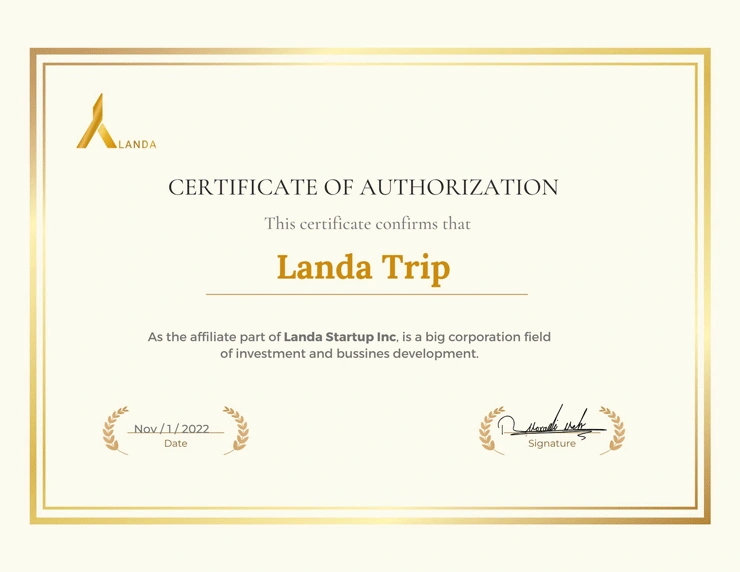 LANDA
CERTIFICATE OF AUTHORIZATION
This certificate confirms that
Landa Trip
As the affiliate part of Landa Startup Inc, is a big corporation field
of investment and bussines development.
Nov / 1 / 2022
Date
Signature